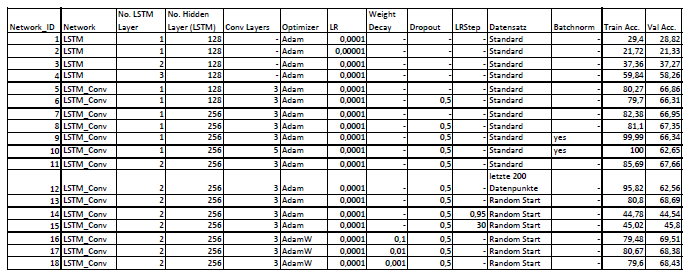 Weight
No. LSTM No. Hidden
Network_ID Network Layer Layer (LSTM) Conv Layers Optimizer LR Decay Dropout LRStep Datensatz Batchnorm Train Acc. Val Acc.
1 LSTM 1 128 - Adam 0,0001 - - - Standard - 29,4 28,82
2 LSTM 1 128 - Adam 0,00001 - - - Standard - 21,72 21,33
3 LSTM 2 128 - Adam 0,0001 - - - Standard - 37,36 37,27
4 LSTM 3 128 - Adam 0,0001 - - - Standard - 59,84 58,26
5 LSTM_Conv 1 128 3 Adam 0,0001 - - - Standard - 80,27 66,86
6 LSTM_Conv 1 128 3 Adam 0,0001 - 0,5 - Standard - 79,7 66,31
7 LSTM_Conv 1 256 3 Adam 0,0001 - - - Standard - 82,38 66,95
8 LSTM_Conv 1 256 3 Adam 0,0001 - 0,5 - Standard - 81,1 67,35
9 LSTM_Conv 1 256 3 Adam 0,0001 - 0,5 - Standard yes 99,99 66,34
10 LSTM_Conv 1 256 5 Adam 0,0001 - 0,5 - Standard yes 100 62,65
11 LSTM_Conv 2 256 3 Adam 0,0001 - 0,5 - Standard - 85,69 67,66
letzte 200
12 LSTM_Conv 2 256 3 Adam 0,0001 - 0,5 - Datenpunkte - 95,82 62,56
13 LSTM_Conv 2 256 3 Adam 0,0001 - 0,5 - Random Start - 80,8 68,69
14 LSTM_Conv 2 256 3 Adam 0,0001 - 0,5 0,95 Random Start - 44,78 44,54
15 LSTM_Conv 2 256 3 Adam 0,0001 - 0,5 30 Random Start - 45,02 45,8
16 LSTM_Conv 2 256 3 AdamW 0,0001 0,1 0,5 - Random Start - 79,48 69,51
17 LSTM_Conv 2 256 3 AdamW 0,0001 0,01 0,5 - Random Start - 80,67 68,38
18 LSTM_Conv 2 256 3 AdamW 0,0001 0,001 0,5 - Random Start - 79,6 68,43